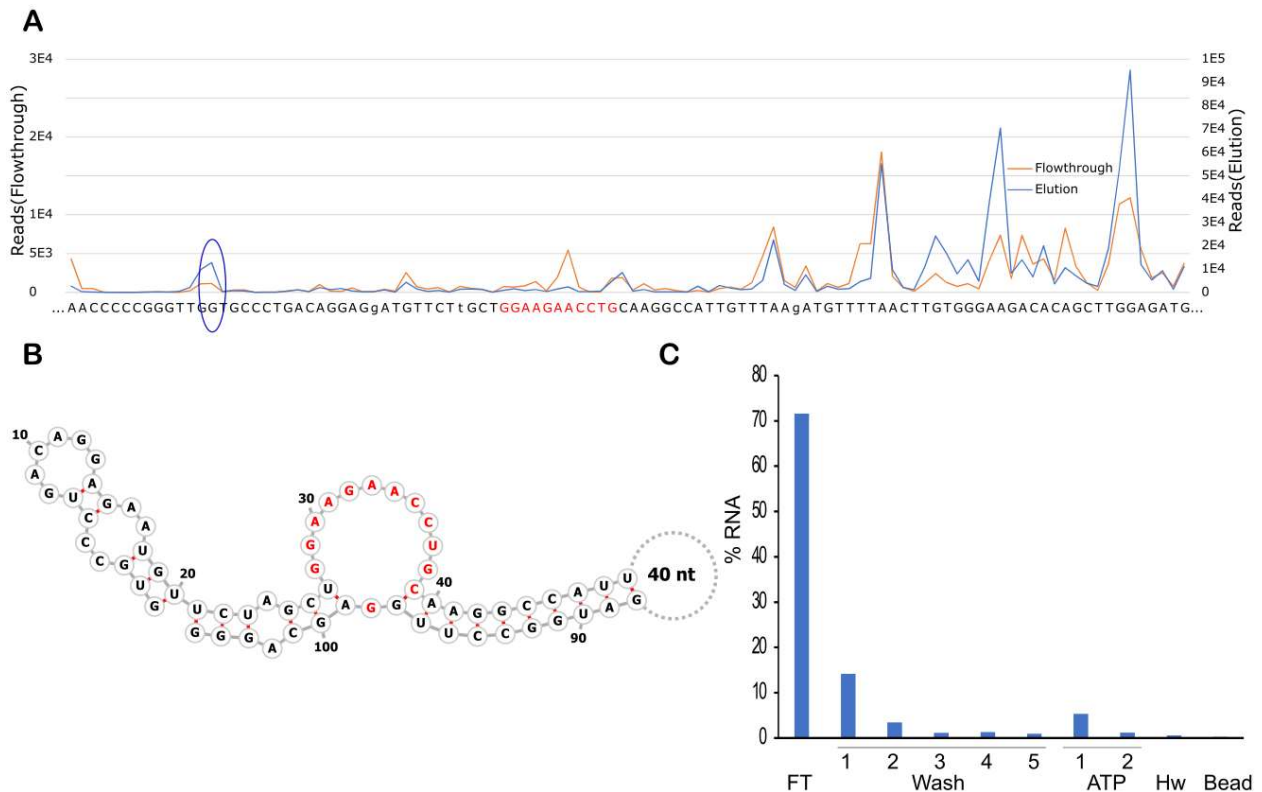 A
3E4
2E4
1E4
5E3
0
Reads(Flowthrough)
1E5
9E4
7E4
6E4
5E4
4E4
3E4
2E4
1E4
0
Reads(Elution)
Flowthrough
Elution
...AACCCCCGGGTTGGTGCCCTGACAGGAGgATGTTCTtGCTGGAAGAACCTGCAAGGCCATTGTTTAAgATGTTTTAACTTGTGGGAAGACACAGCTTGGAGATG...
B
GUGCCCUGACAGGAGAAUGUUCUAGCUGGAAGAACCUGCAAGGCCAUU
40 nt
GAUGGCCUUGGAGCAGGG
10
20
30
40
90
100
C
80
70
60
50
40
30
20
10
0
% RNA
1 2 3 4 5 1 2
FT Wash ATP Hw Bead